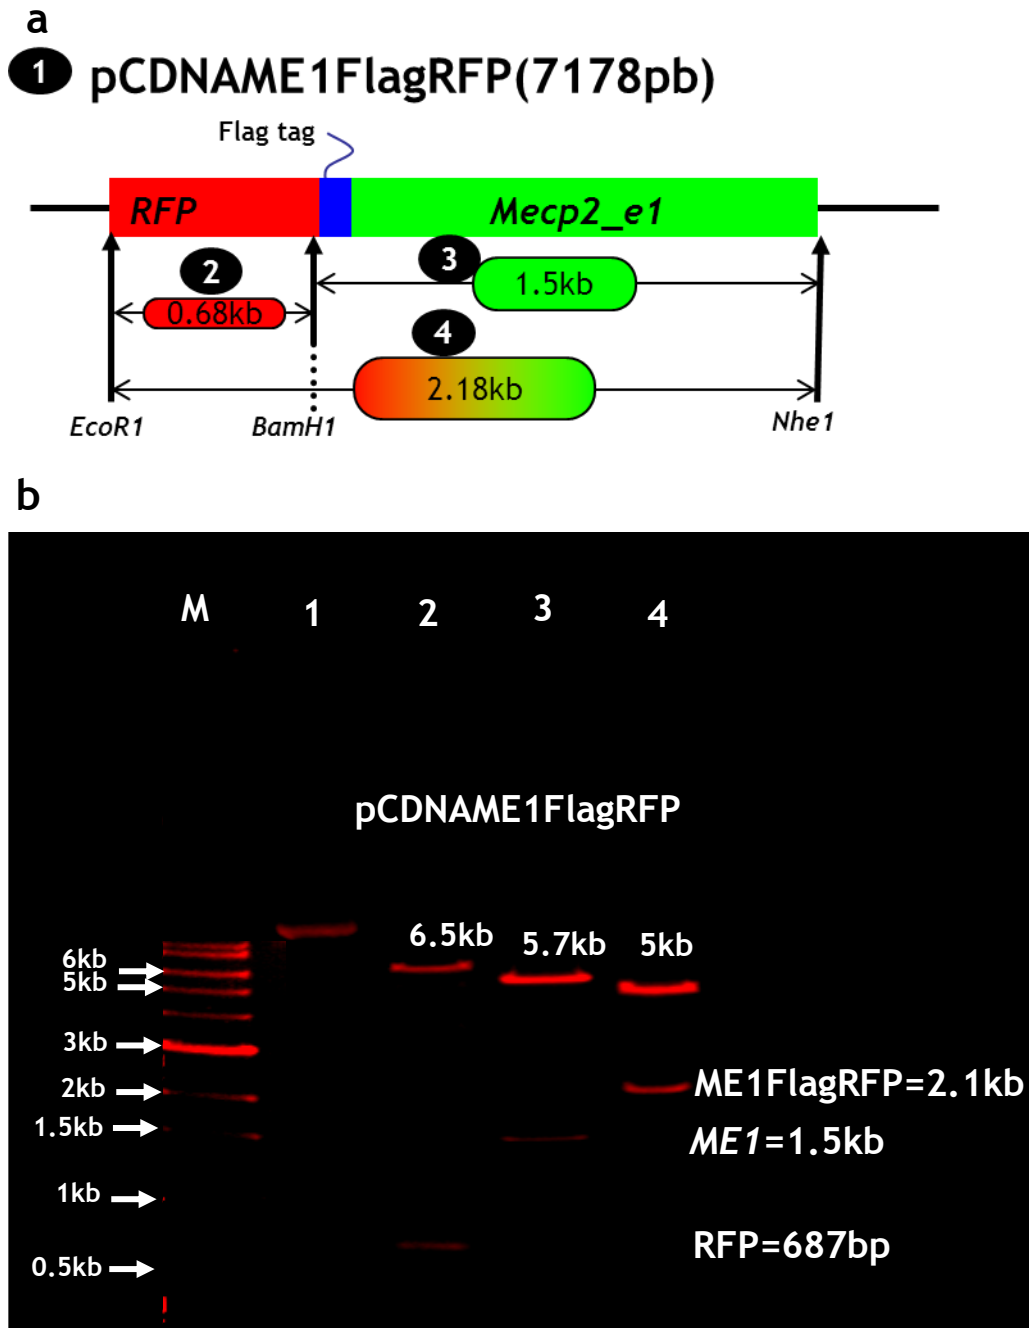 a
1 pCDNAME1FlagRFP(7178pb)
Flag tag
RFP Mecp2_e1
2 0.68kb
3 1.5kb
4 2.18kb
EcoR1 BamH1 Nhe1
b
M 1 2 3 4
pCDNAME1FlagRFP
6.5kb 5.7kb 5kb
6kb
5kb
3kb
2kb
1.5kb
1kb
0.5kb
ME1FlagRFP=2.1kb
ME1=1.5kb
RFP=687bp